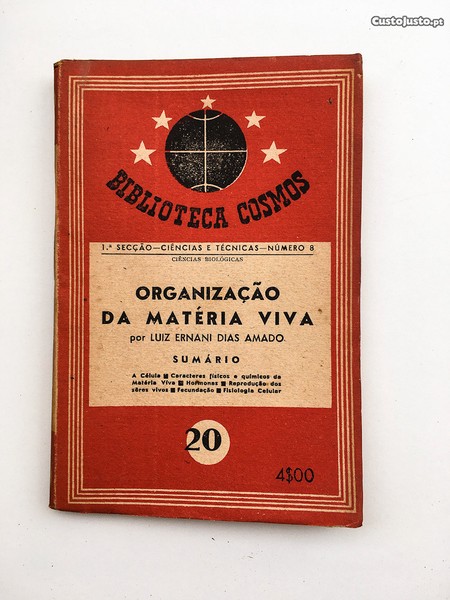 CustoJusto.pt
BIBLIOTECA COSMOS
1.ª SECÇÃO—CIÊNCIAS E TÉCNICAS—NÚMERO 8
CIÊNCIAS BIOLÓGICAS
ORGANIZAÇÃO
DA MATÉRIA VIVA
por LUIZ ERNANI DIAS AMADO
SUMÁRIO
A Célula ■ Caracteres físicos e químicos da
Matéria Viva ■ Hormonas ■ Reprodução dos
sêres vivos ■ Fecundação ■ Fisiologia Celular
20
4$00